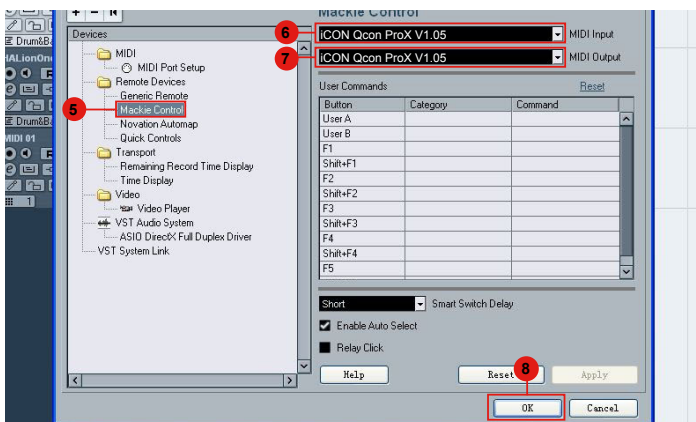 + - |◄
Mackie Control
Devices
6
iCON Qcon ProX V1.05
MIDI Input
7
iCON Qcon ProX V1.05
MIDI Output
MIDI
MIDI Port Setup
Remote Devices
Generic Remote
5
Mackie Control
Novation Automap
Quick Controls
Transport
Remaining Record Time Display
Time Display
Video
Video Player
VST Audio System
ASIO DirectX Full Duplex Driver
VST System Link
User Commands
Reset
Button Category Command
User A
User B
F1
Shift+F1
F2
Shift+F2
F3
Shift+F3
F4
Shift+F4
F5
Short
Smart Switch Delay
Enable Auto Select
Relay Click
Help
Reset
8
Apply
OK
Cancel
MIDI 01
1